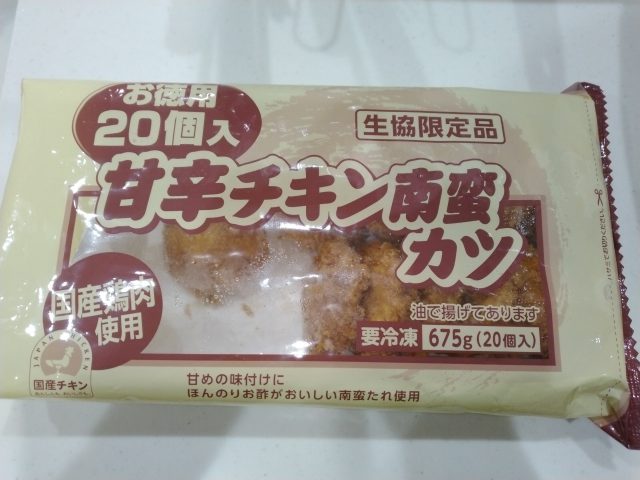 お徳用
20個入
生協限定品
甘辛チキン南蛮
カツ
国産鶏肉
使用
油で揚げてあります
要冷凍 675g(20個入)
JAPAN CHICKEN
国産チキン
甘めの味付けに
ほんのりお酢がおいしい南蛮たれ使用